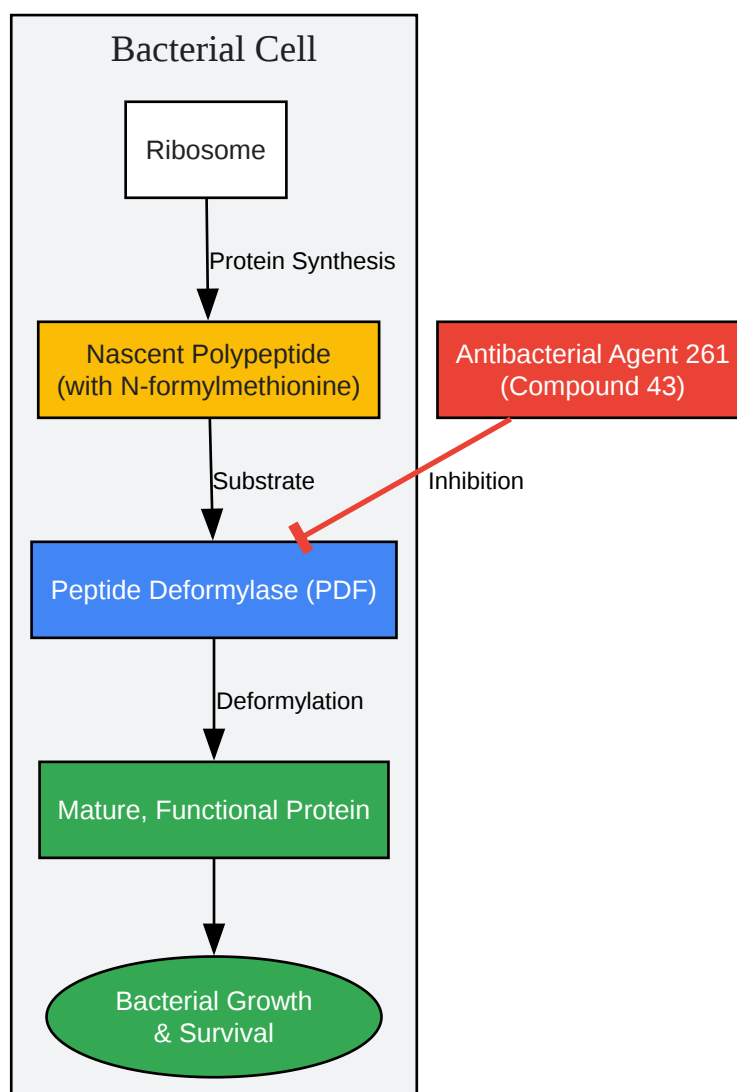 Bacterial Cell
Ribosome
Protein Synthesis
Nascent Polypeptide
(with N-formylmethionine)
Antibacterial Agent 261
(Compound 43)
Substrate
Inhibition
Peptide Deformylase (PDF)
Deformylation
Mature, Functional Protein
Bacterial Growth
& Survival